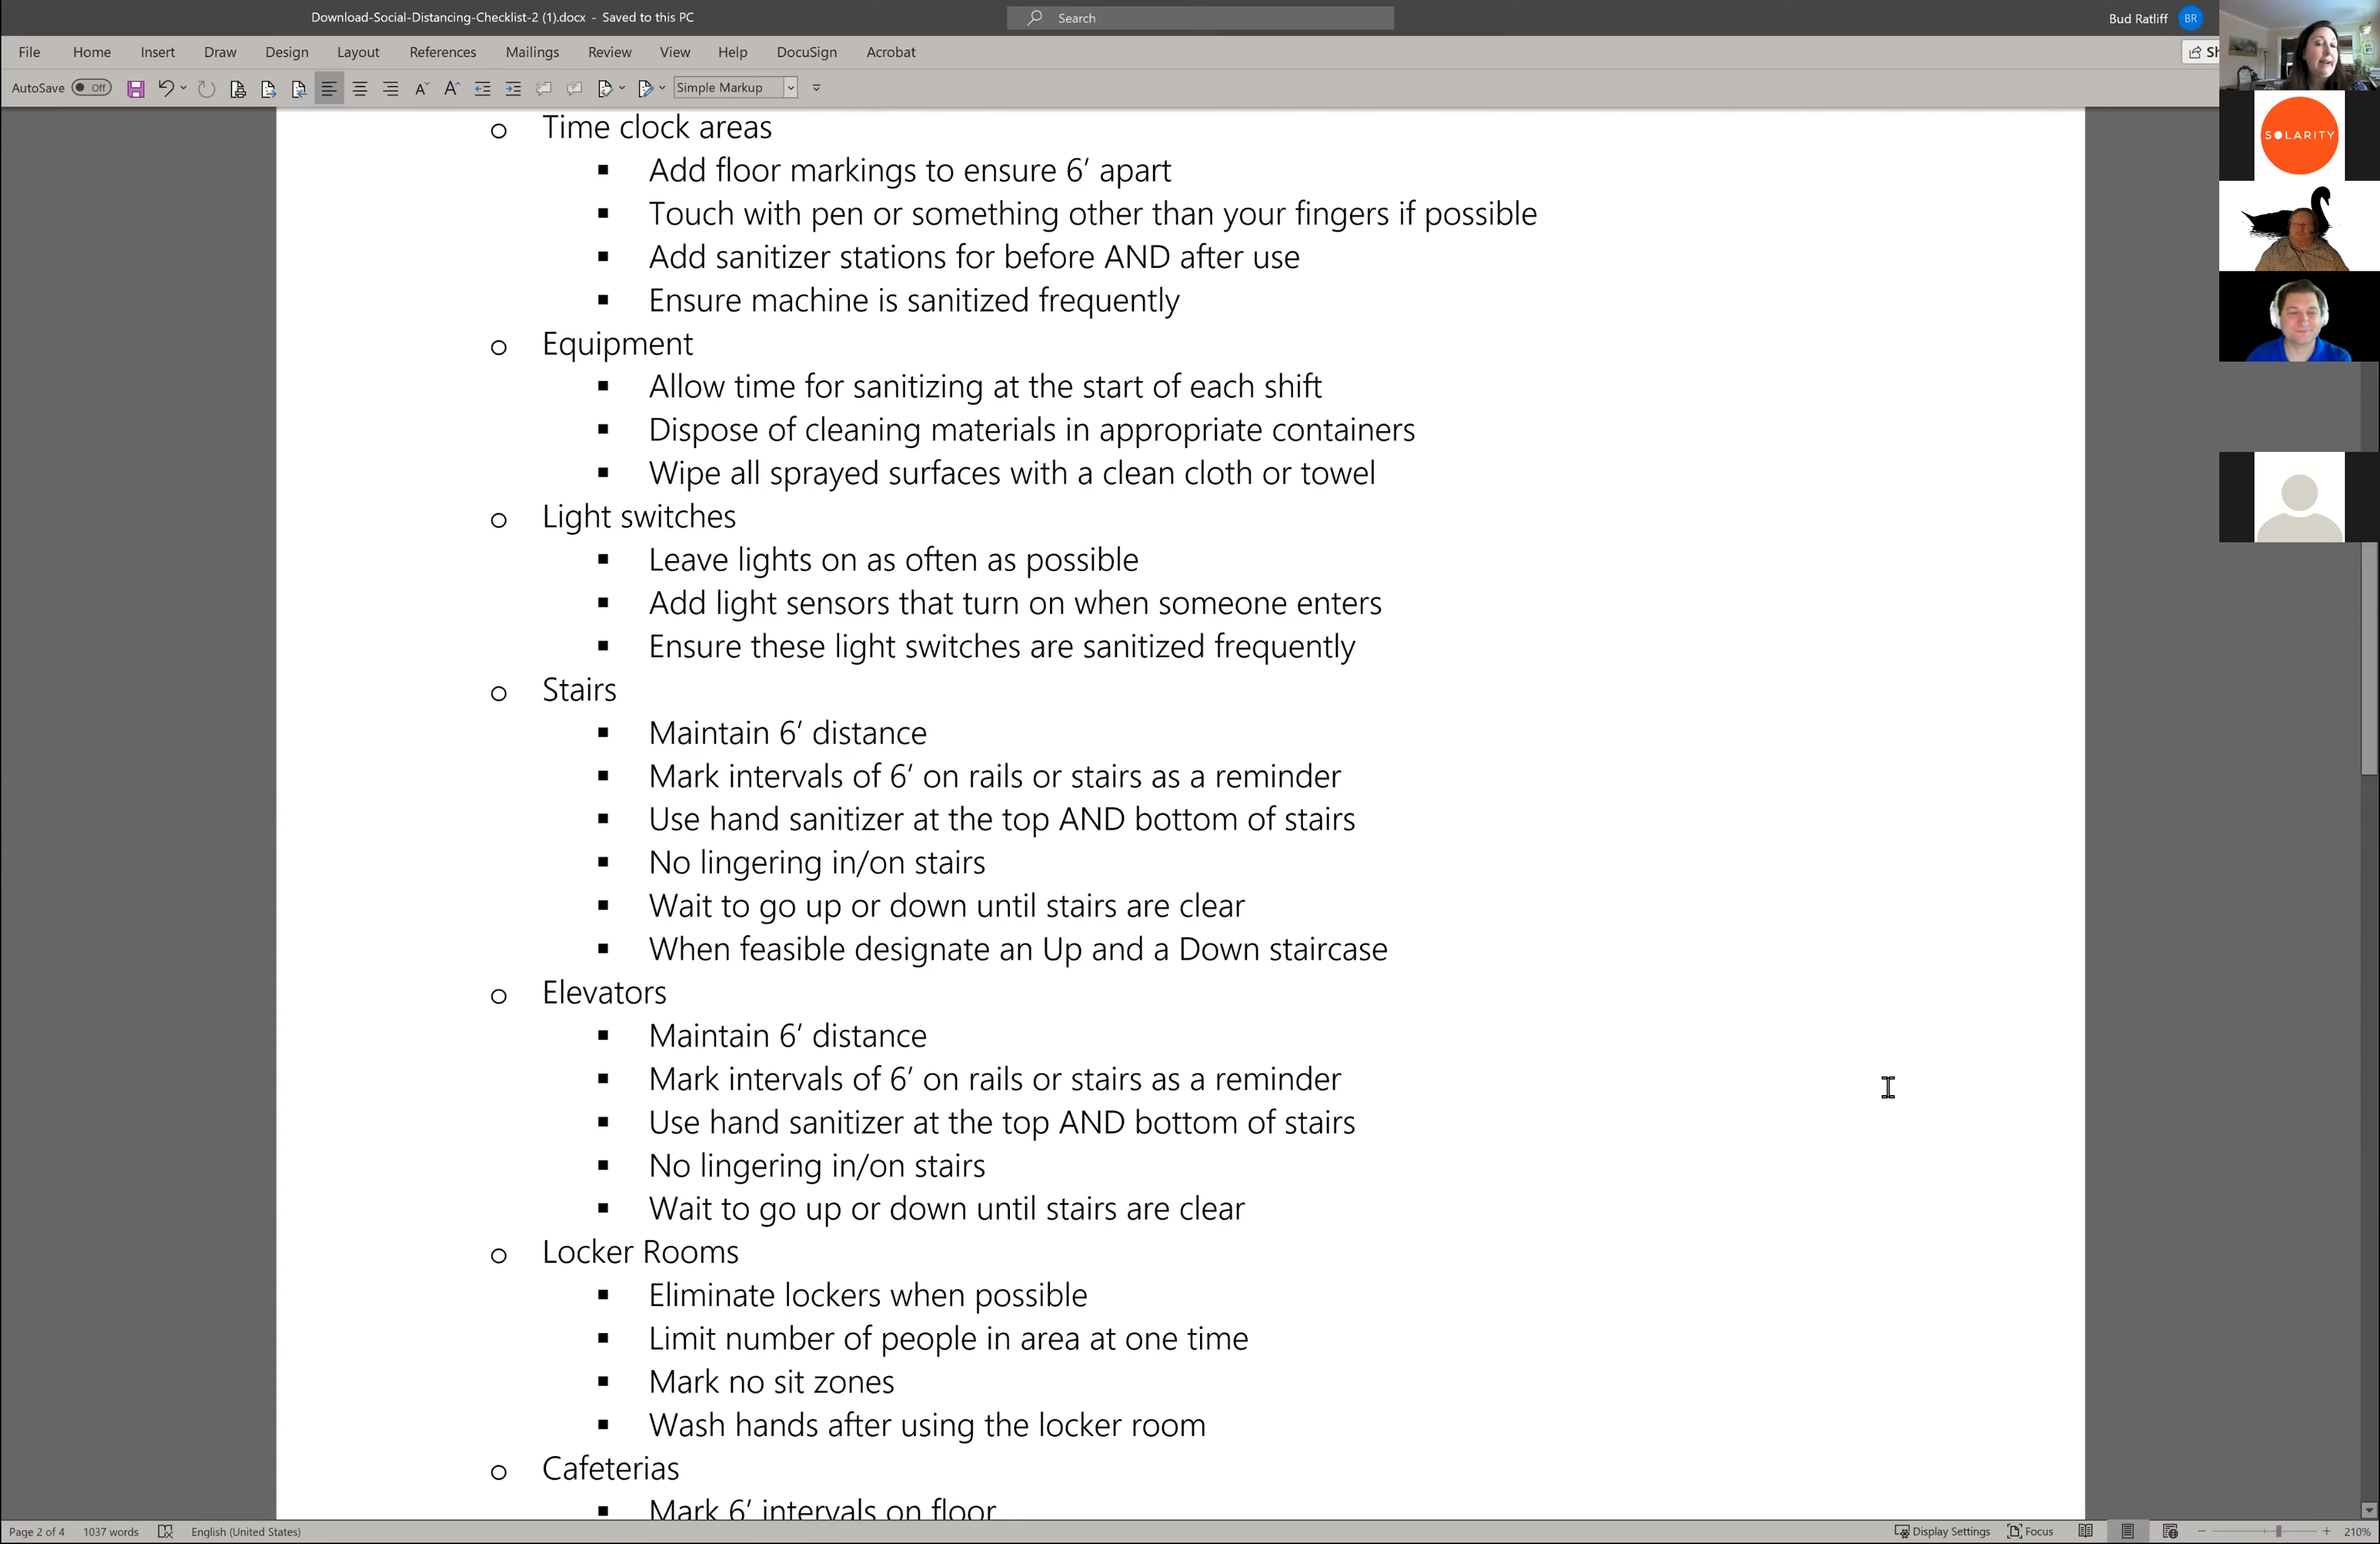 Download-Social-Distancing-Checklist-2 (1).docx - Saved to this PC
Search
Bud Ratliff BR
File Home Insert Draw Design Layout References Mailings Review View Help DocuSign Acrobat
Sh
AutoSave Off
Simple Markup
SOLARITY
o Time clock areas
▪ Add floor markings to ensure 6’ apart
▪ Touch with pen or something other than your fingers if possible
▪ Add sanitizer stations for before AND after use
▪ Ensure machine is sanitized frequently
o Equipment
▪ Allow time for sanitizing at the start of each shift
▪ Dispose of cleaning materials in appropriate containers
▪ Wipe all sprayed surfaces with a clean cloth or towel
o Light switches
▪ Leave lights on as often as possible
▪ Add light sensors that turn on when someone enters
▪ Ensure these light switches are sanitized frequently
o Stairs
▪ Maintain 6’ distance
▪ Mark intervals of 6’ on rails or stairs as a reminder
▪ Use hand sanitizer at the top AND bottom of stairs
▪ No lingering in/on stairs
▪ Wait to go up or down until stairs are clear
▪ When feasible designate an Up and a Down staircase
o Elevators
▪ Maintain 6’ distance
▪ Mark intervals of 6’ on rails or stairs as a reminder
▪ Use hand sanitizer at the top AND bottom of stairs
▪ No lingering in/on stairs
▪ Wait to go up or down until stairs are clear
o Locker Rooms
▪ Eliminate lockers when possible
▪ Limit number of people in area at one time
▪ Mark no sit zones
▪ Wash hands after using the locker room
o Cafeterias
▪ Mark 6’ intervals on floor
Page 2 of 4 1037 words English (United States) Display Settings Focus 210%